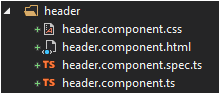 header
header.component.css
header.component.html
TS header.component.spec.ts
TS header.component.ts